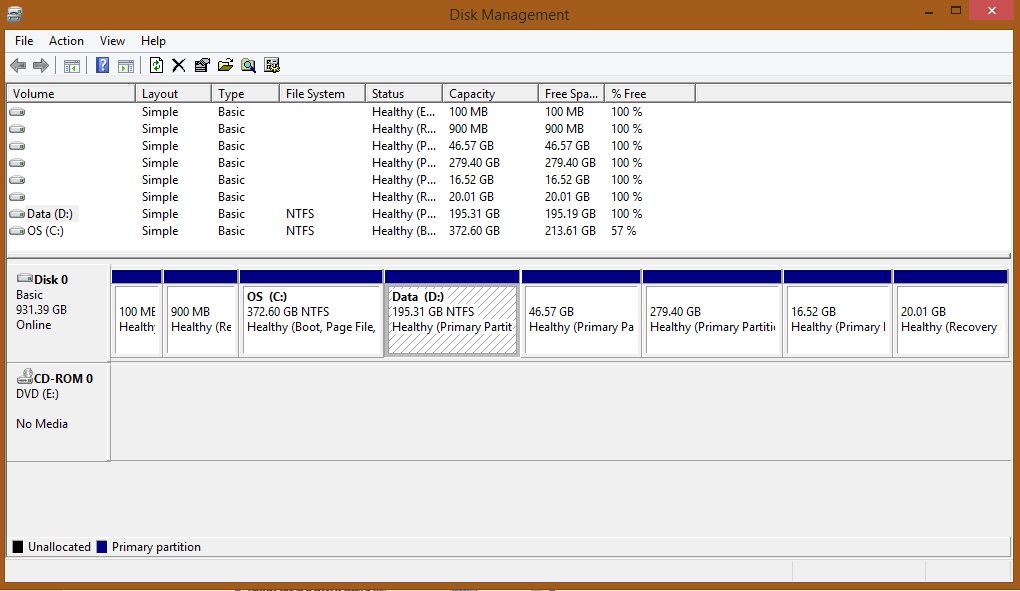 Disk Management
File Action View Help
Volume Layout Type File System Status Capacity Free Spa... % Free
Simple Basic Healthy (E... 100 MB 100 MB 100 %
Simple Basic Healthy (R... 900 MB 900 MB 100 %
Simple Basic Healthy (P... 46.57 GB 46.57 GB 100 %
Simple Basic Healthy (P... 279.40 GB 279.40 GB 100 %
Simple Basic Healthy (P... 16.52 GB 16.52 GB 100 %
Simple Basic Healthy (R... 20.01 GB 20.01 GB 100 %
Data (D:) Simple Basic NTFS Healthy (P... 195.31 GB 195.19 GB 100 %
OS (C:) Simple Basic NTFS Healthy (B... 372.60 GB 213.61 GB 57 %
Disk 0
Basic
931.39 GB
Online
100 ME
Health
900 MB
Healthy (Re
OS (C:)
372.60 GB NTFS
Healthy (Boot, Page File,
Data (D:)
195.31 GB NTFS
Healthy (Primary Partit
46.57 GB
Healthy (Primary Pa
279.40 GB
Healthy (Primary Partiti
16.52 GB
Healthy (Primary I
20.01 GB
Healthy (Recovery
CD-ROM 0
DVD (E:)
No Media
Unallocated Primary partition